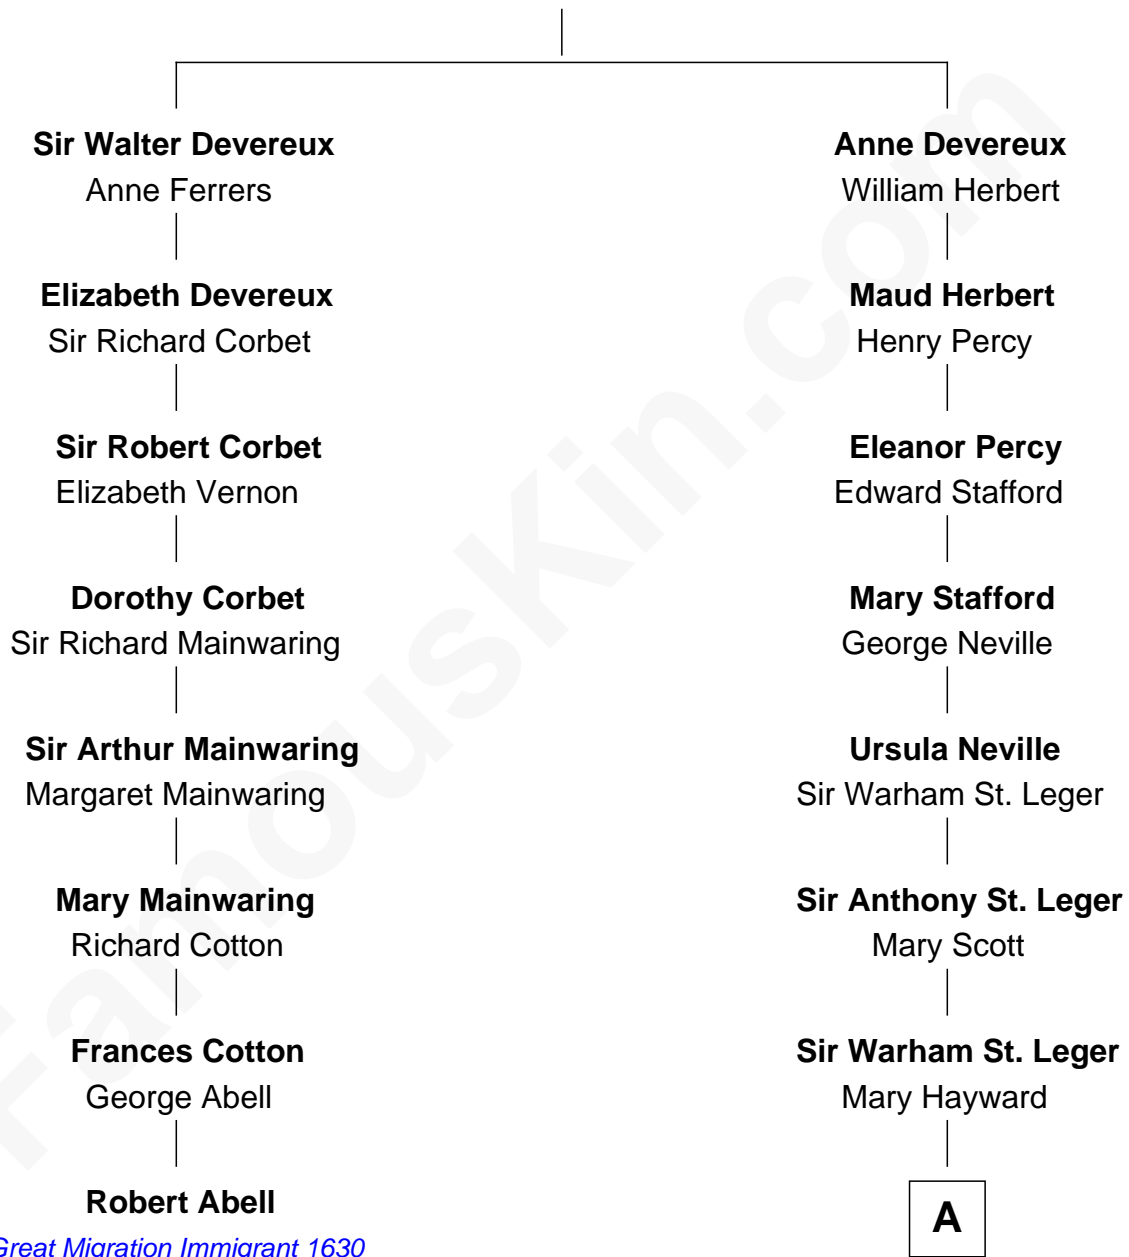 Sir Walter Devereux
Anne Ferrers
Elizabeth Devereux
Sir Richard Corbet
Sir Robert Corbet
Elizabeth Vernon
Dorothy Corbet
Sir Richard Mainwaring
Sir Arthur Mainwaring
Margaret Mainwaring
Mary Mainwaring
Richard Cotton
Frances Cotton
George Abell
Robert Abell
Great Migration Immigrant 1630
Anne Devereux
William Herbert
Maud Herbert
Henry Percy
Eleanor Percy
Edward Stafford
Mary Stafford
George Neville
Ursula Neville
Sir Warham St. Leger
Sir Anthony St. Leger
Mary Scott
Sir Warham St. Leger
Mary Hayward
A
FamousKin.com